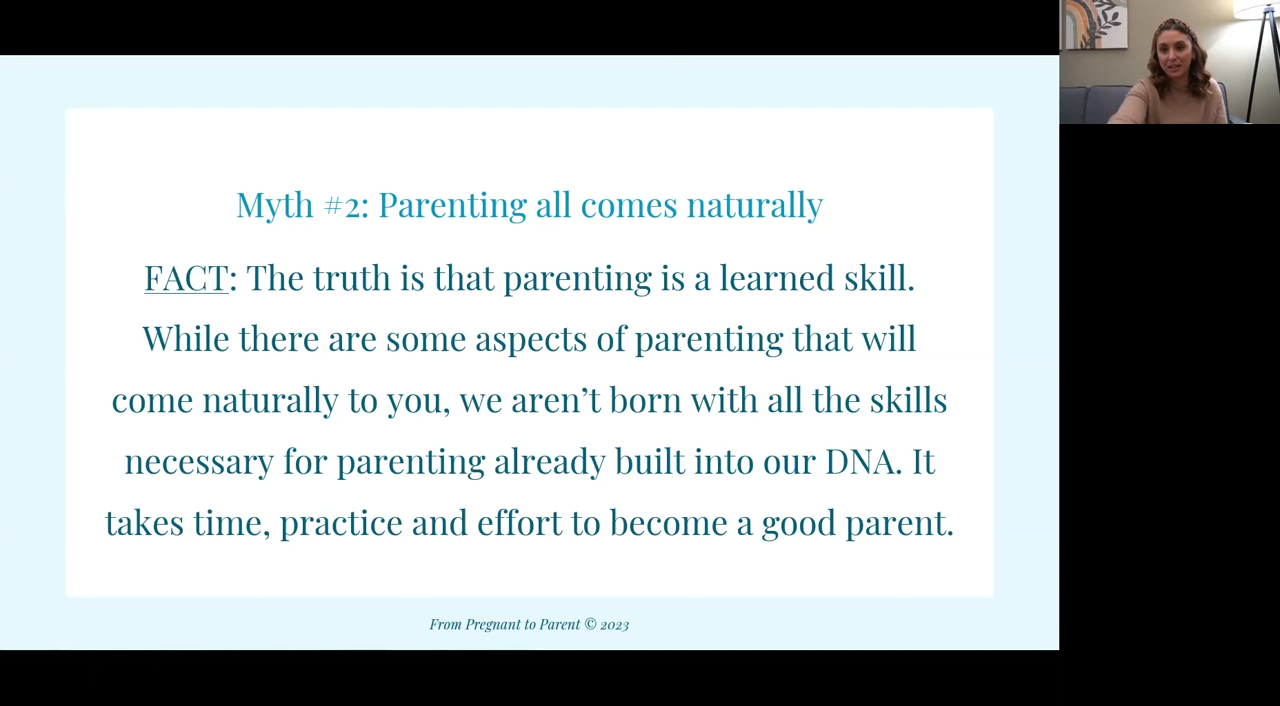 Myth #2: Parenting all comes naturally
FACT: The truth is that parenting is a learned skill.
While there are some aspects of parenting that will
come naturally to you, we aren’t born with all the skills
necessary for parenting already built into our DNA. It
takes time, practice and effort to become a good parent.
From Pregnant to Parent © 2023